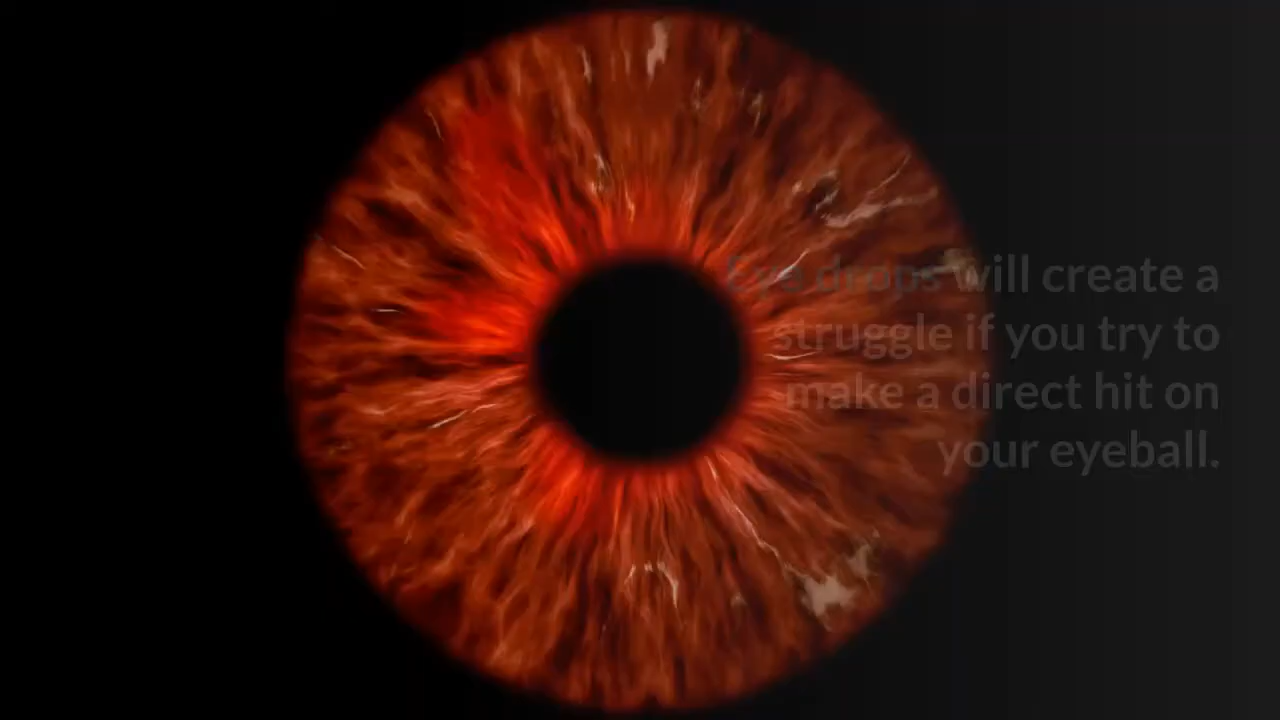 Eye drops will create a
struggle if you try to
make a direct hit on
your eyeball.